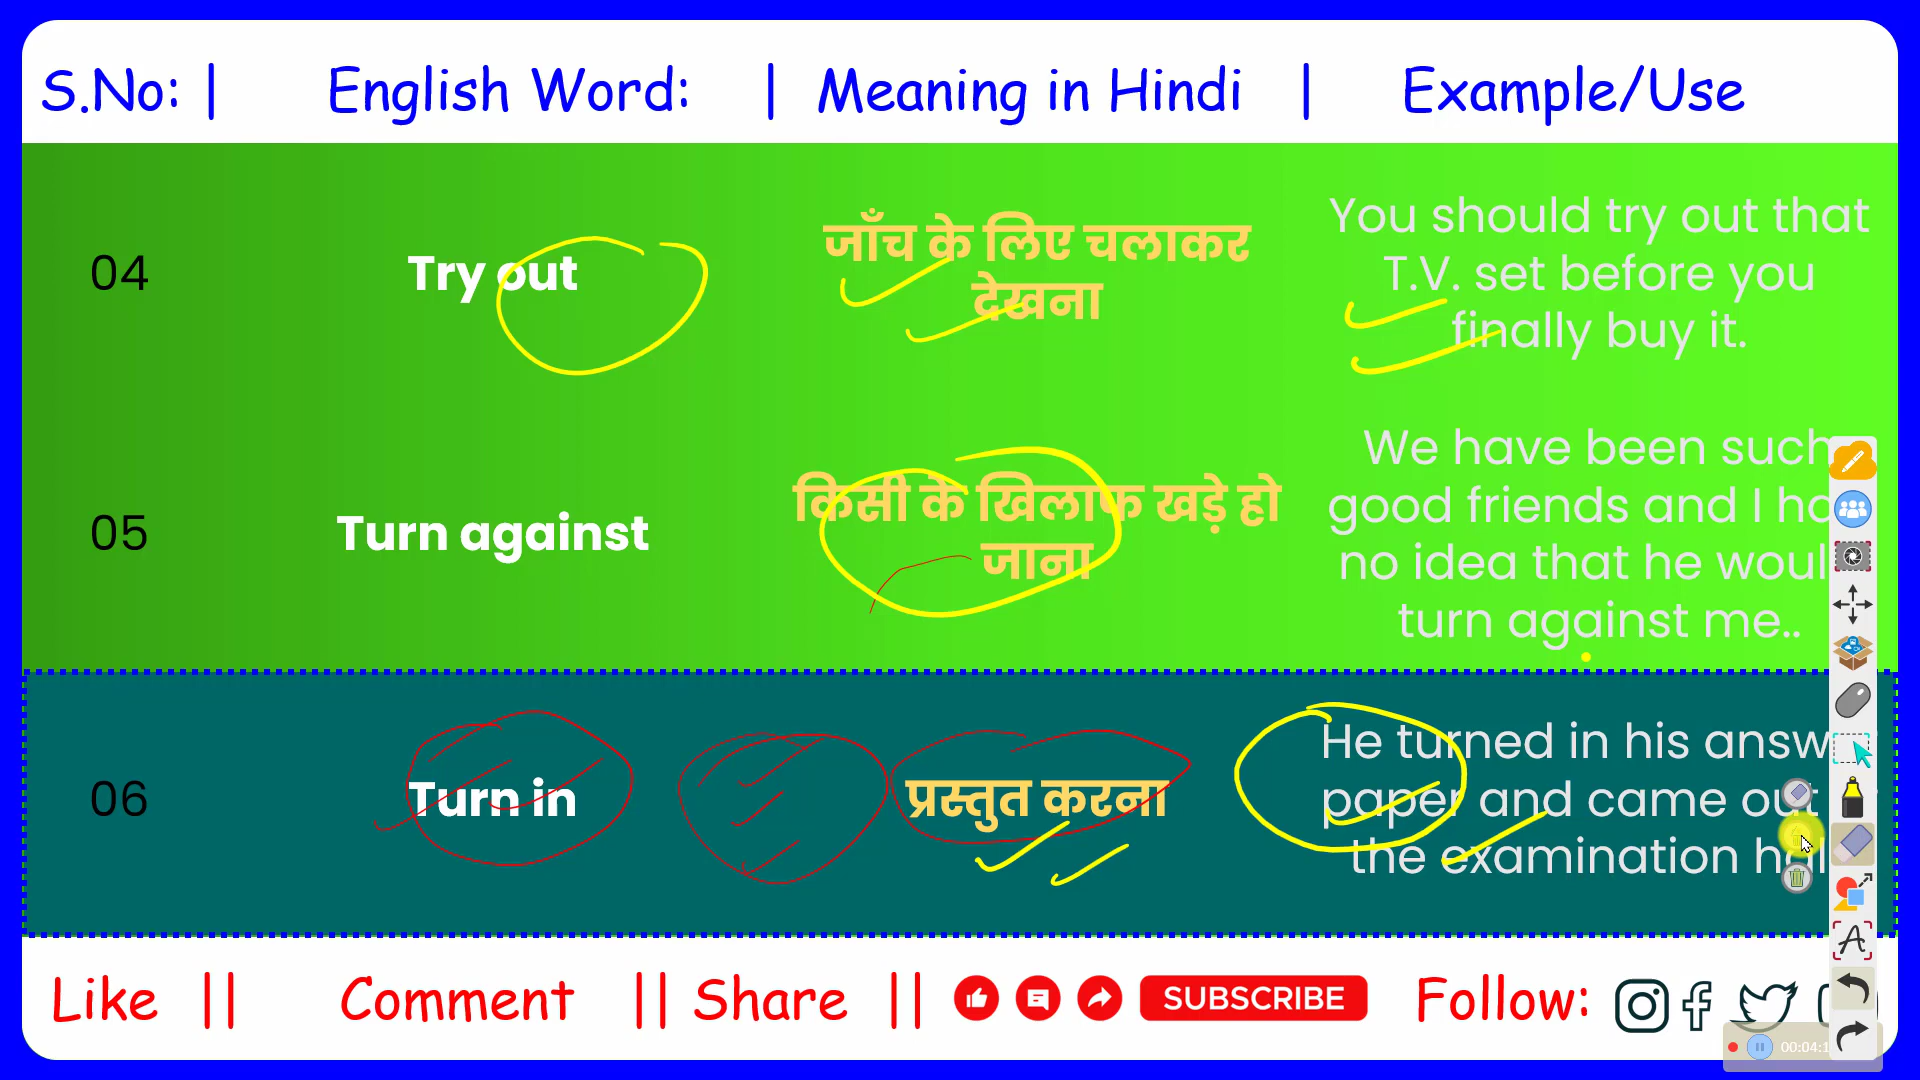 S.No: | English Word: | Meaning in Hindi | Example/Use
04
Try out
जाँच के लिए चलाकर
देखना
You should try out that
T.V. set before you
finally buy it.
05
Turn against
किसी के खिलाफ खड़े हो
जाना
We have been such
good friends and I
no idea that he
turn against me..
06
Turn in
प्रस्तुत करना
He turned in his
paper and came out
the examination
Like || Comment || Share || SUBSCRIBE Follow: